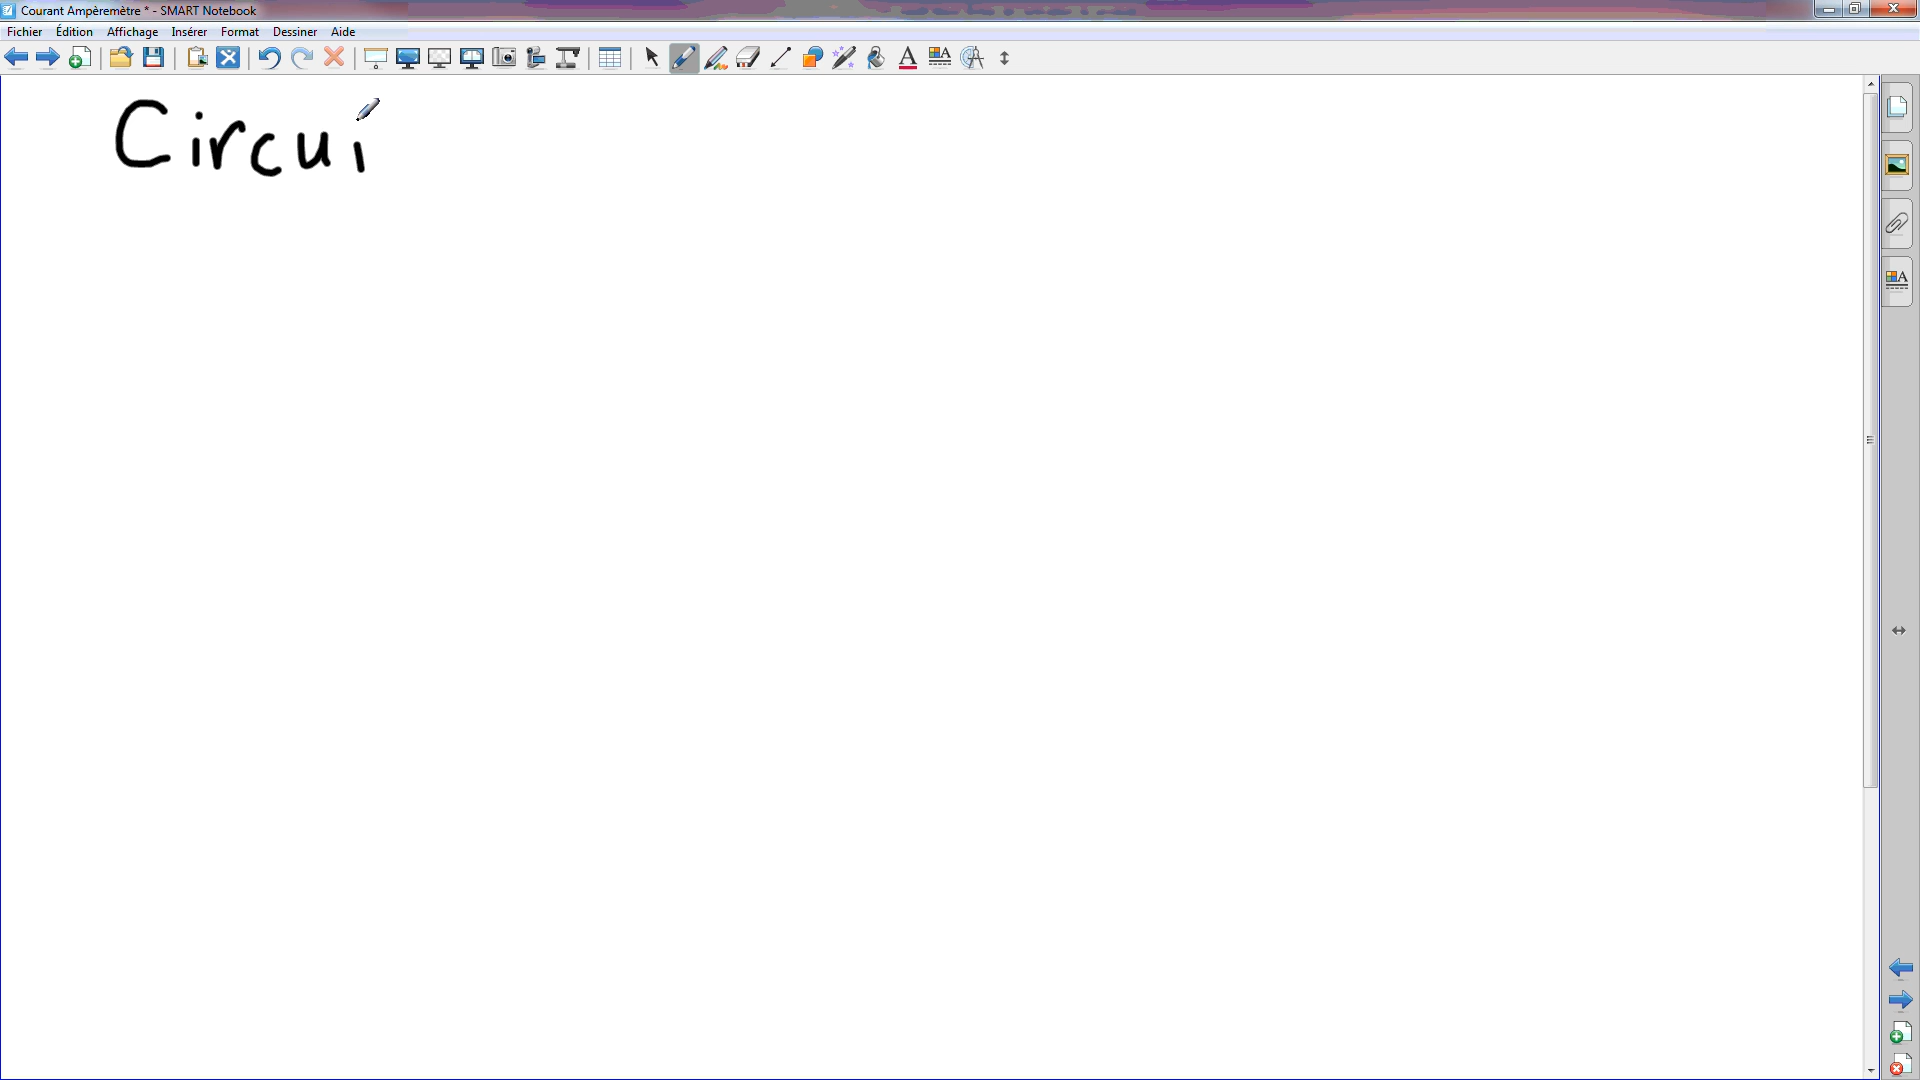 Courant Ampèremètre * - SMART Notebook
Fichier Édition Affichage Insérer Format Dessiner Aide
Circui